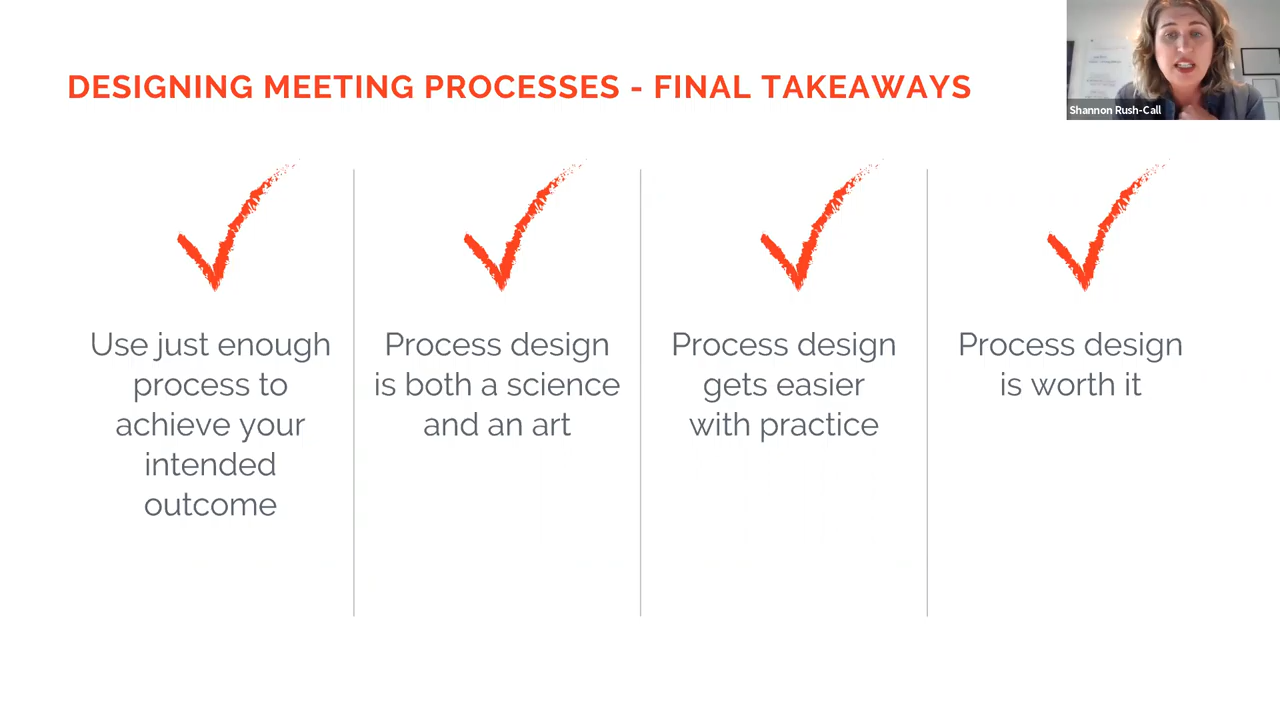 DESIGNING MEETING PROCESSES - FINAL TAKEAWAYS
Shannon Rush-Call
Use just enough
process to
achieve your
intended
outcome
Process design
is both a science
and an art
Process design
gets easier
with practice
Process design
is worth it